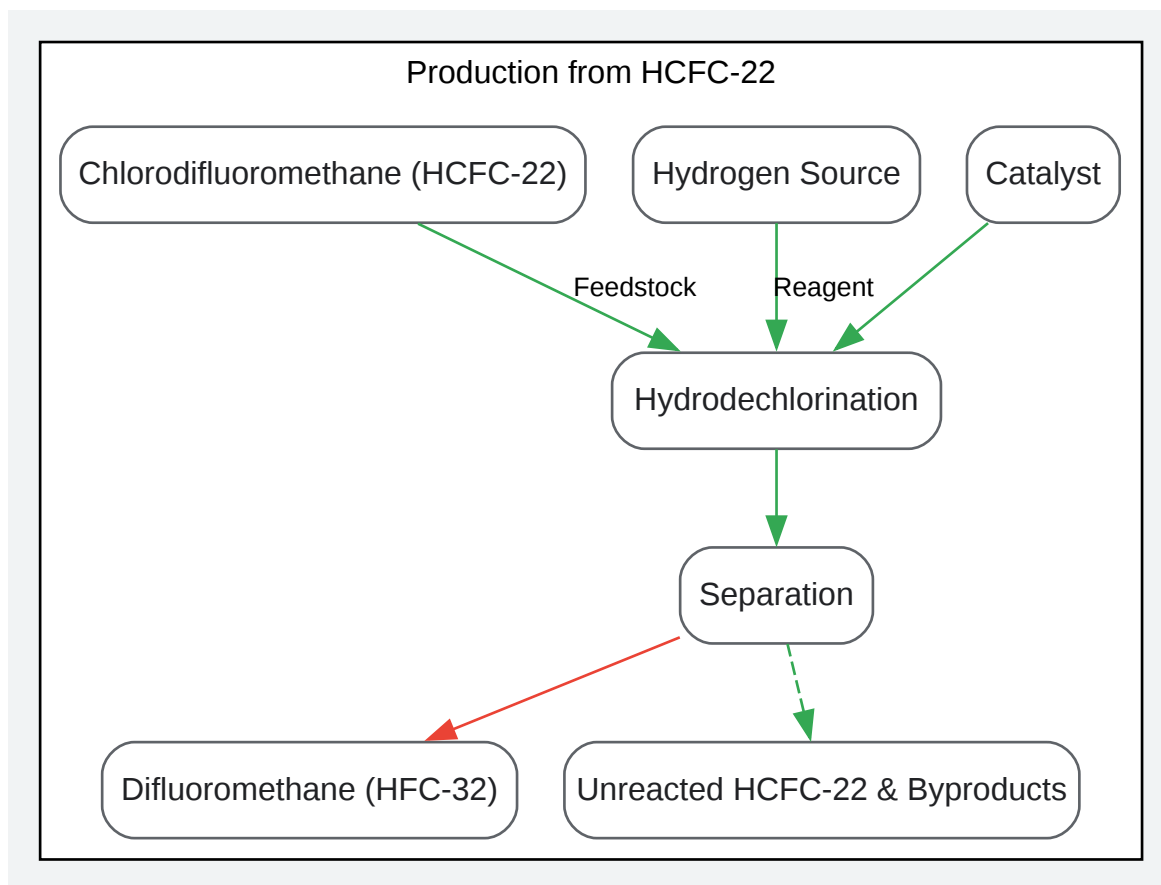 Production from HCFC-22
Chlorodifluoromethane (HCFC-22)
Hydrogen Source
Catalyst
Feedstock
Reagent
Hydrodechlorination
Separation
Difluoromethane (HFC-32)
Unreacted HCFC-22 & Byproducts